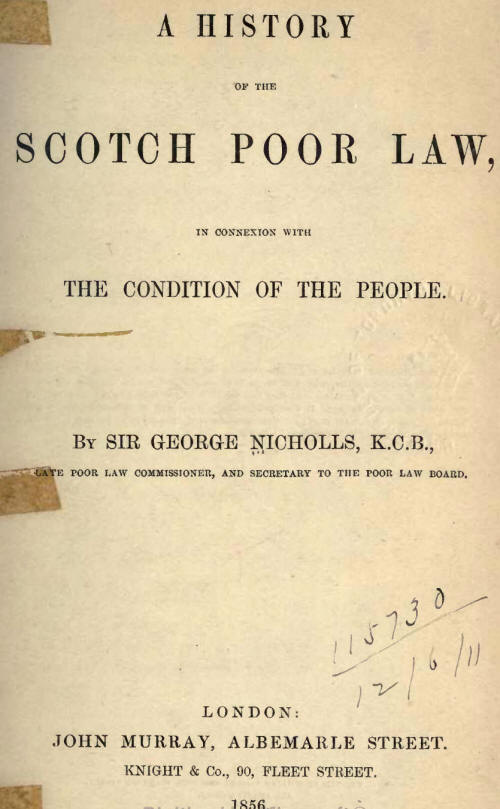 A HISTORY
OF THE
SCOTCH POOR LAW,
IN CONNEXION WITH
THE CONDITION OF THE PEOPLE.
BY SIR GEORGE NICHOLLS, K.C.B.,
LATE POOR LAW COMMISSIONER, AND SECRETARY TO THE POOR LAW BOARD.
115730
12/6/11
LONDON:
JOHN MURRAY, ALBEMARLE STREET.
KNIGHT & Co., 90, FLEET STREET.
1856